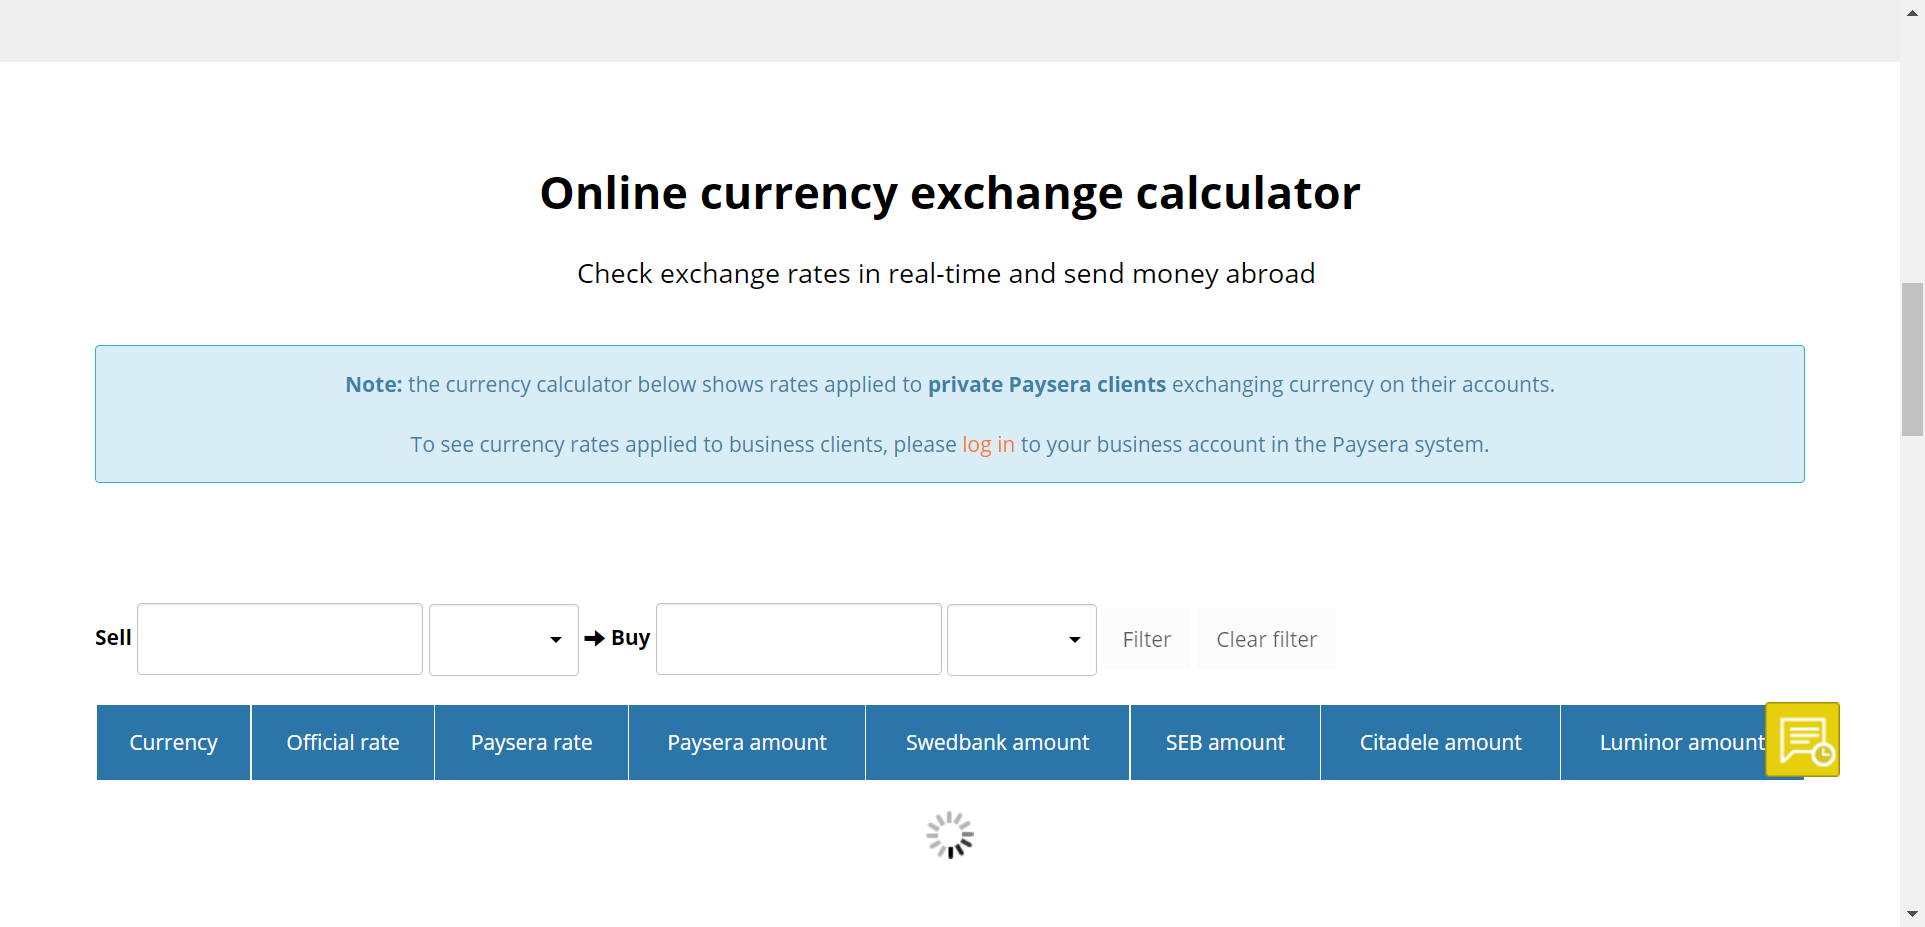 Online currency exchange calculator
Check exchange rates in real-time and send money abroad
Note: the currency calculator below shows rates applied to private Paysera clients exchanging currency on their accounts.
To see currency rates applied to business clients, please log in to your business account in the Paysera system.
Sell Buy Filter Clear filter
Currency Official rate Paysera rate Paysera amount Swedbank amount SEB amount Citadele amount Luminor amount